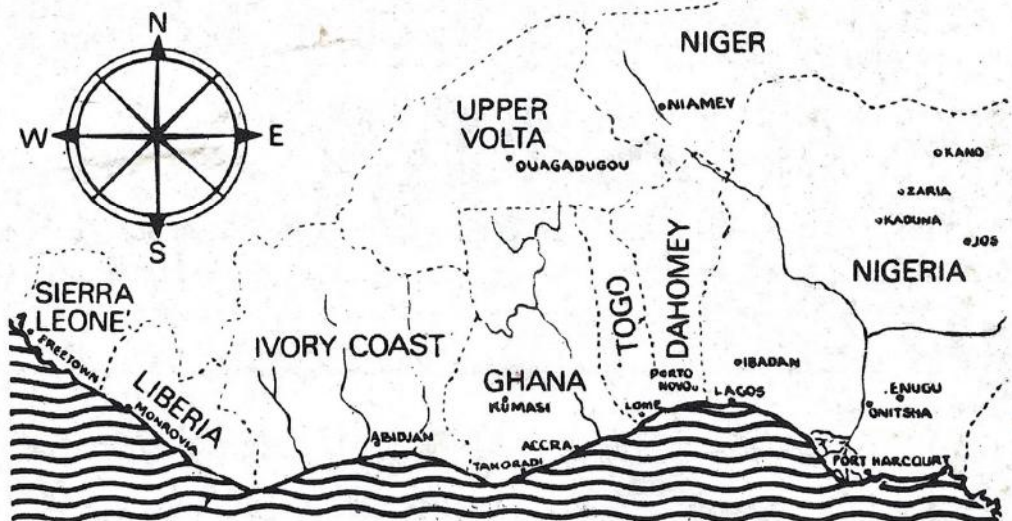 N
W E
S
NIGER
NIAMEY
UPPER
VOLTA
OUAGADUGOU
KANO
ZARIA
KADUNA
JOS
NIGERIA
SIERRA
LEONE
FREETOWN
LIBERIA
MONROVIA
IVORY COAST
ABIDJAN
GHANA
KUMASI
ACCRA
TAKORADI
TOGO
LOME
DAHOMEY
PORTO
NOVO
IBADAN
LAGOS
ENUGU
ONITSHA
PORT HARCOURT